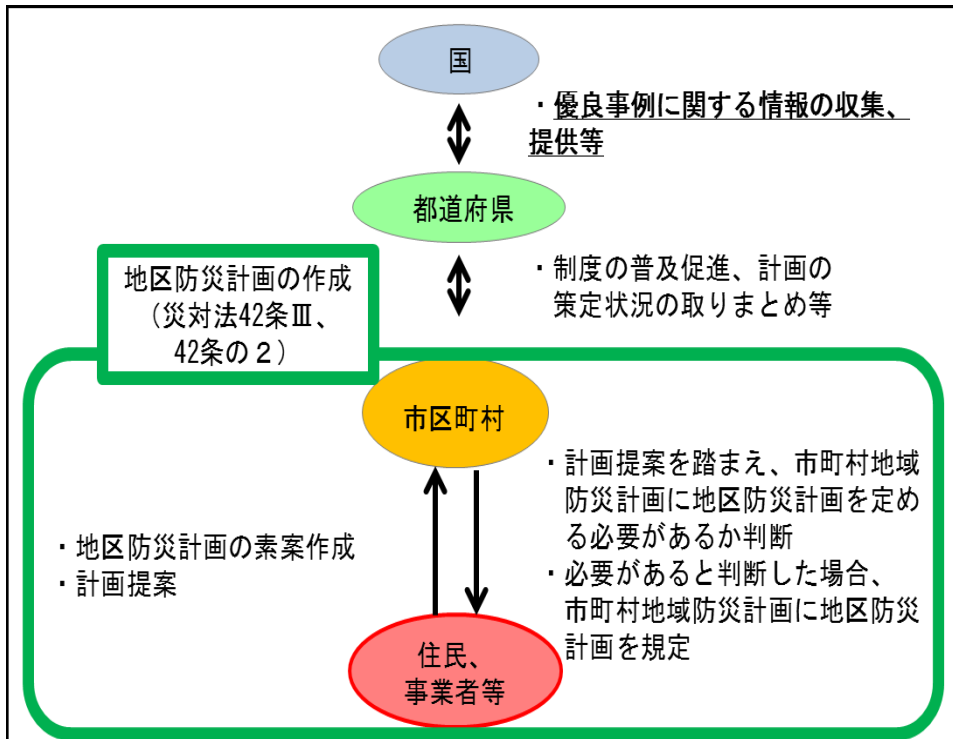 国
・優良事例に関する情報の収集、
提供等
都道府県
・制度の普及促進、計画の
策定状況の取りまとめ等
地区防災計画の作成
（災対法42条Ⅲ、
42条の２）
市区町村
・計画提案を踏まえ、市町村地域
防災計画に地区防災計画を定め
る必要があるか判断
・必要があると判断した場合、
市町村地域防災計画に地区防災
計画を規定
・地区防災計画の素案作成
・計画提案
住民、
事業者等